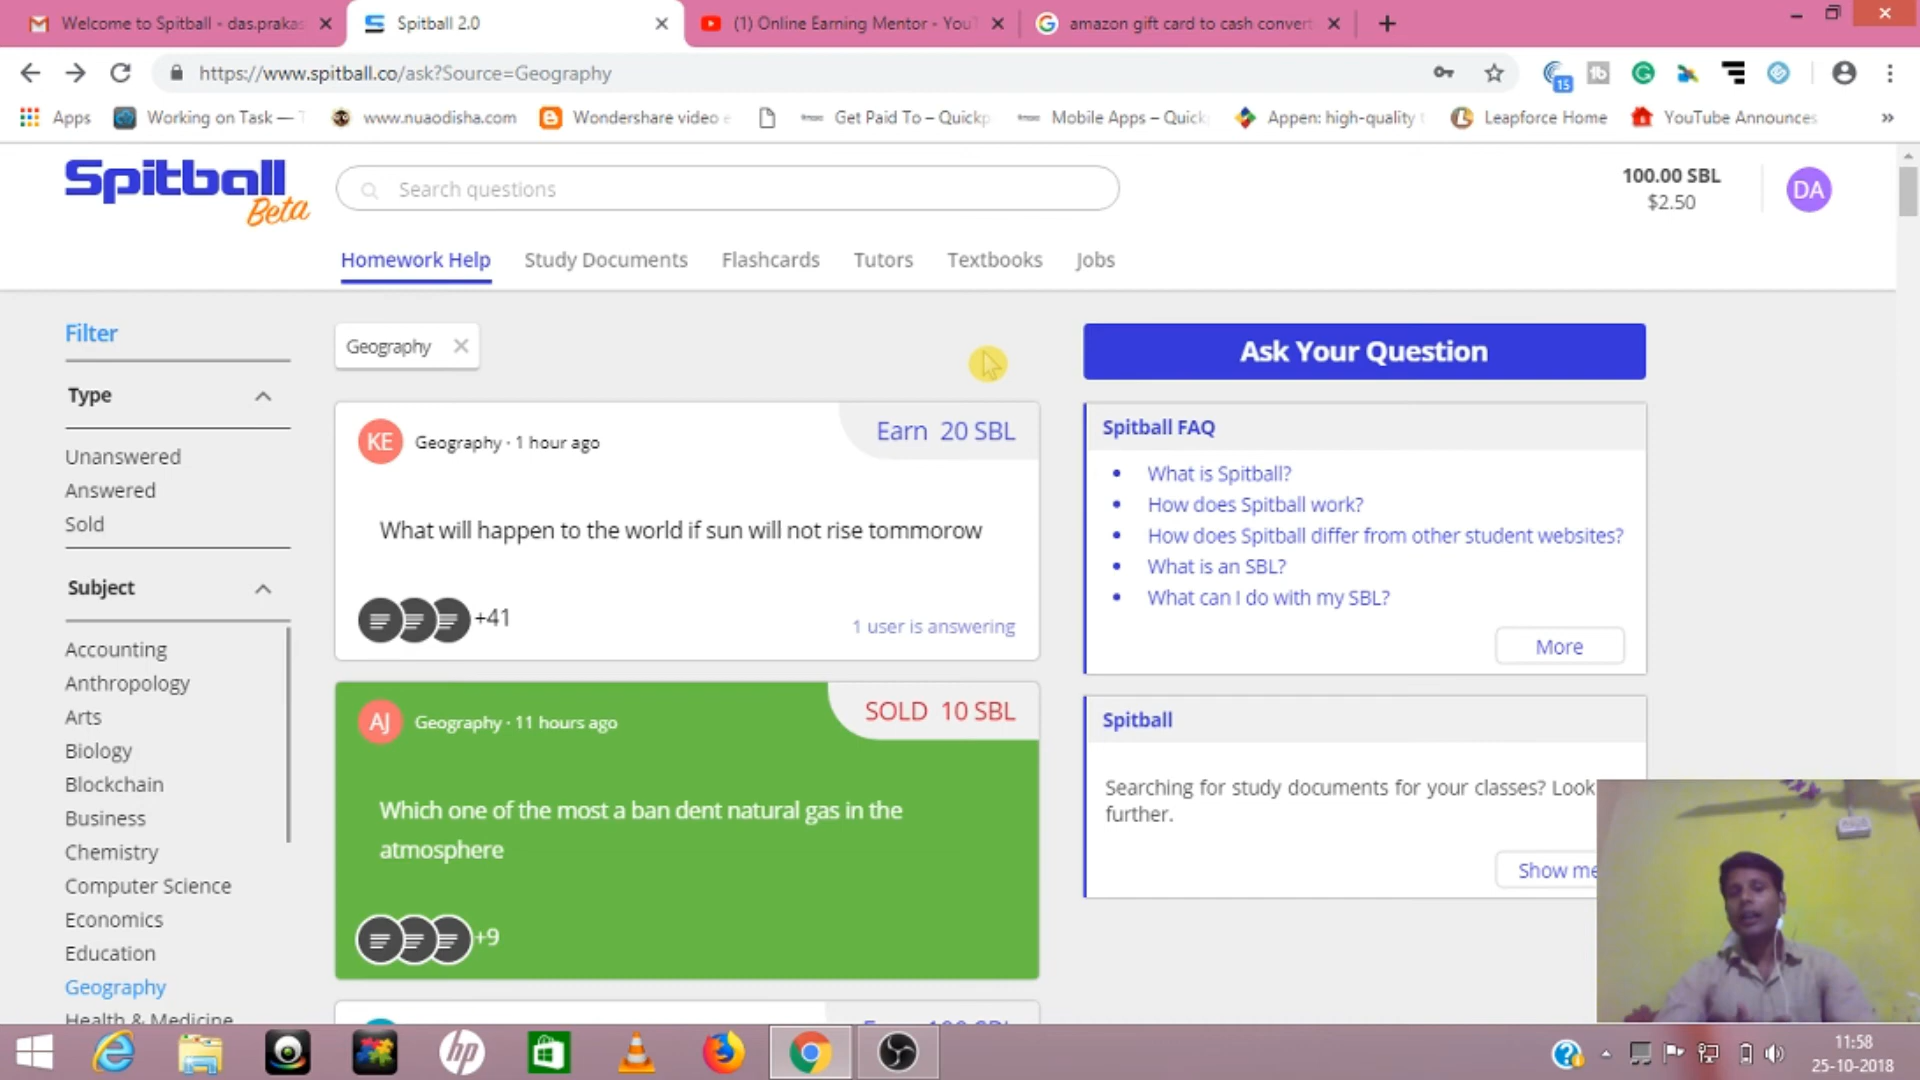 Welcome to Spitball - das.prakas
Spitball 2.0
(1) Online Earning Mentor - YouT
amazon gift card to cash convert
https://www.spitball.co/ask?Source=Geography
15
Apps
Working on Task —
www.nuaodisha.com
Wondershare video e
Get Paid To – Quickp
Mobile Apps – Quick
Appen: high-quality
Leapforce Home
YouTube Announces
Spitball
Beta
Search questions
100.00 SBL
$2.50
DA
Homework Help
Study Documents
Flashcards
Tutors
Textbooks
Jobs
Filter
Type
Unanswered
Answered
Sold
Subject
Accounting
Anthropology
Arts
Biology
Blockchain
Business
Chemistry
Computer Science
Economics
Education
Geography
Health & Medicine
Geography
KE
Geography · 1 hour ago
Earn 20 SBL
What will happen to the world if sun will not rise tommorow
+41
1 user is answering
AJ
Geography · 11 hours ago
SOLD 10 SBL
Which one of the most a ban dent natural gas in the
atmosphere
+9
Earn 100 SBL
Ask Your Question
Spitball FAQ
What is Spitball?
How does Spitball work?
How does Spitball differ from other student websites?
What is an SBL?
What can I do with my SBL?
More
Spitball
Searching for study documents for your classes? Look
further.
Show me
hp
11:58
25-10-2018